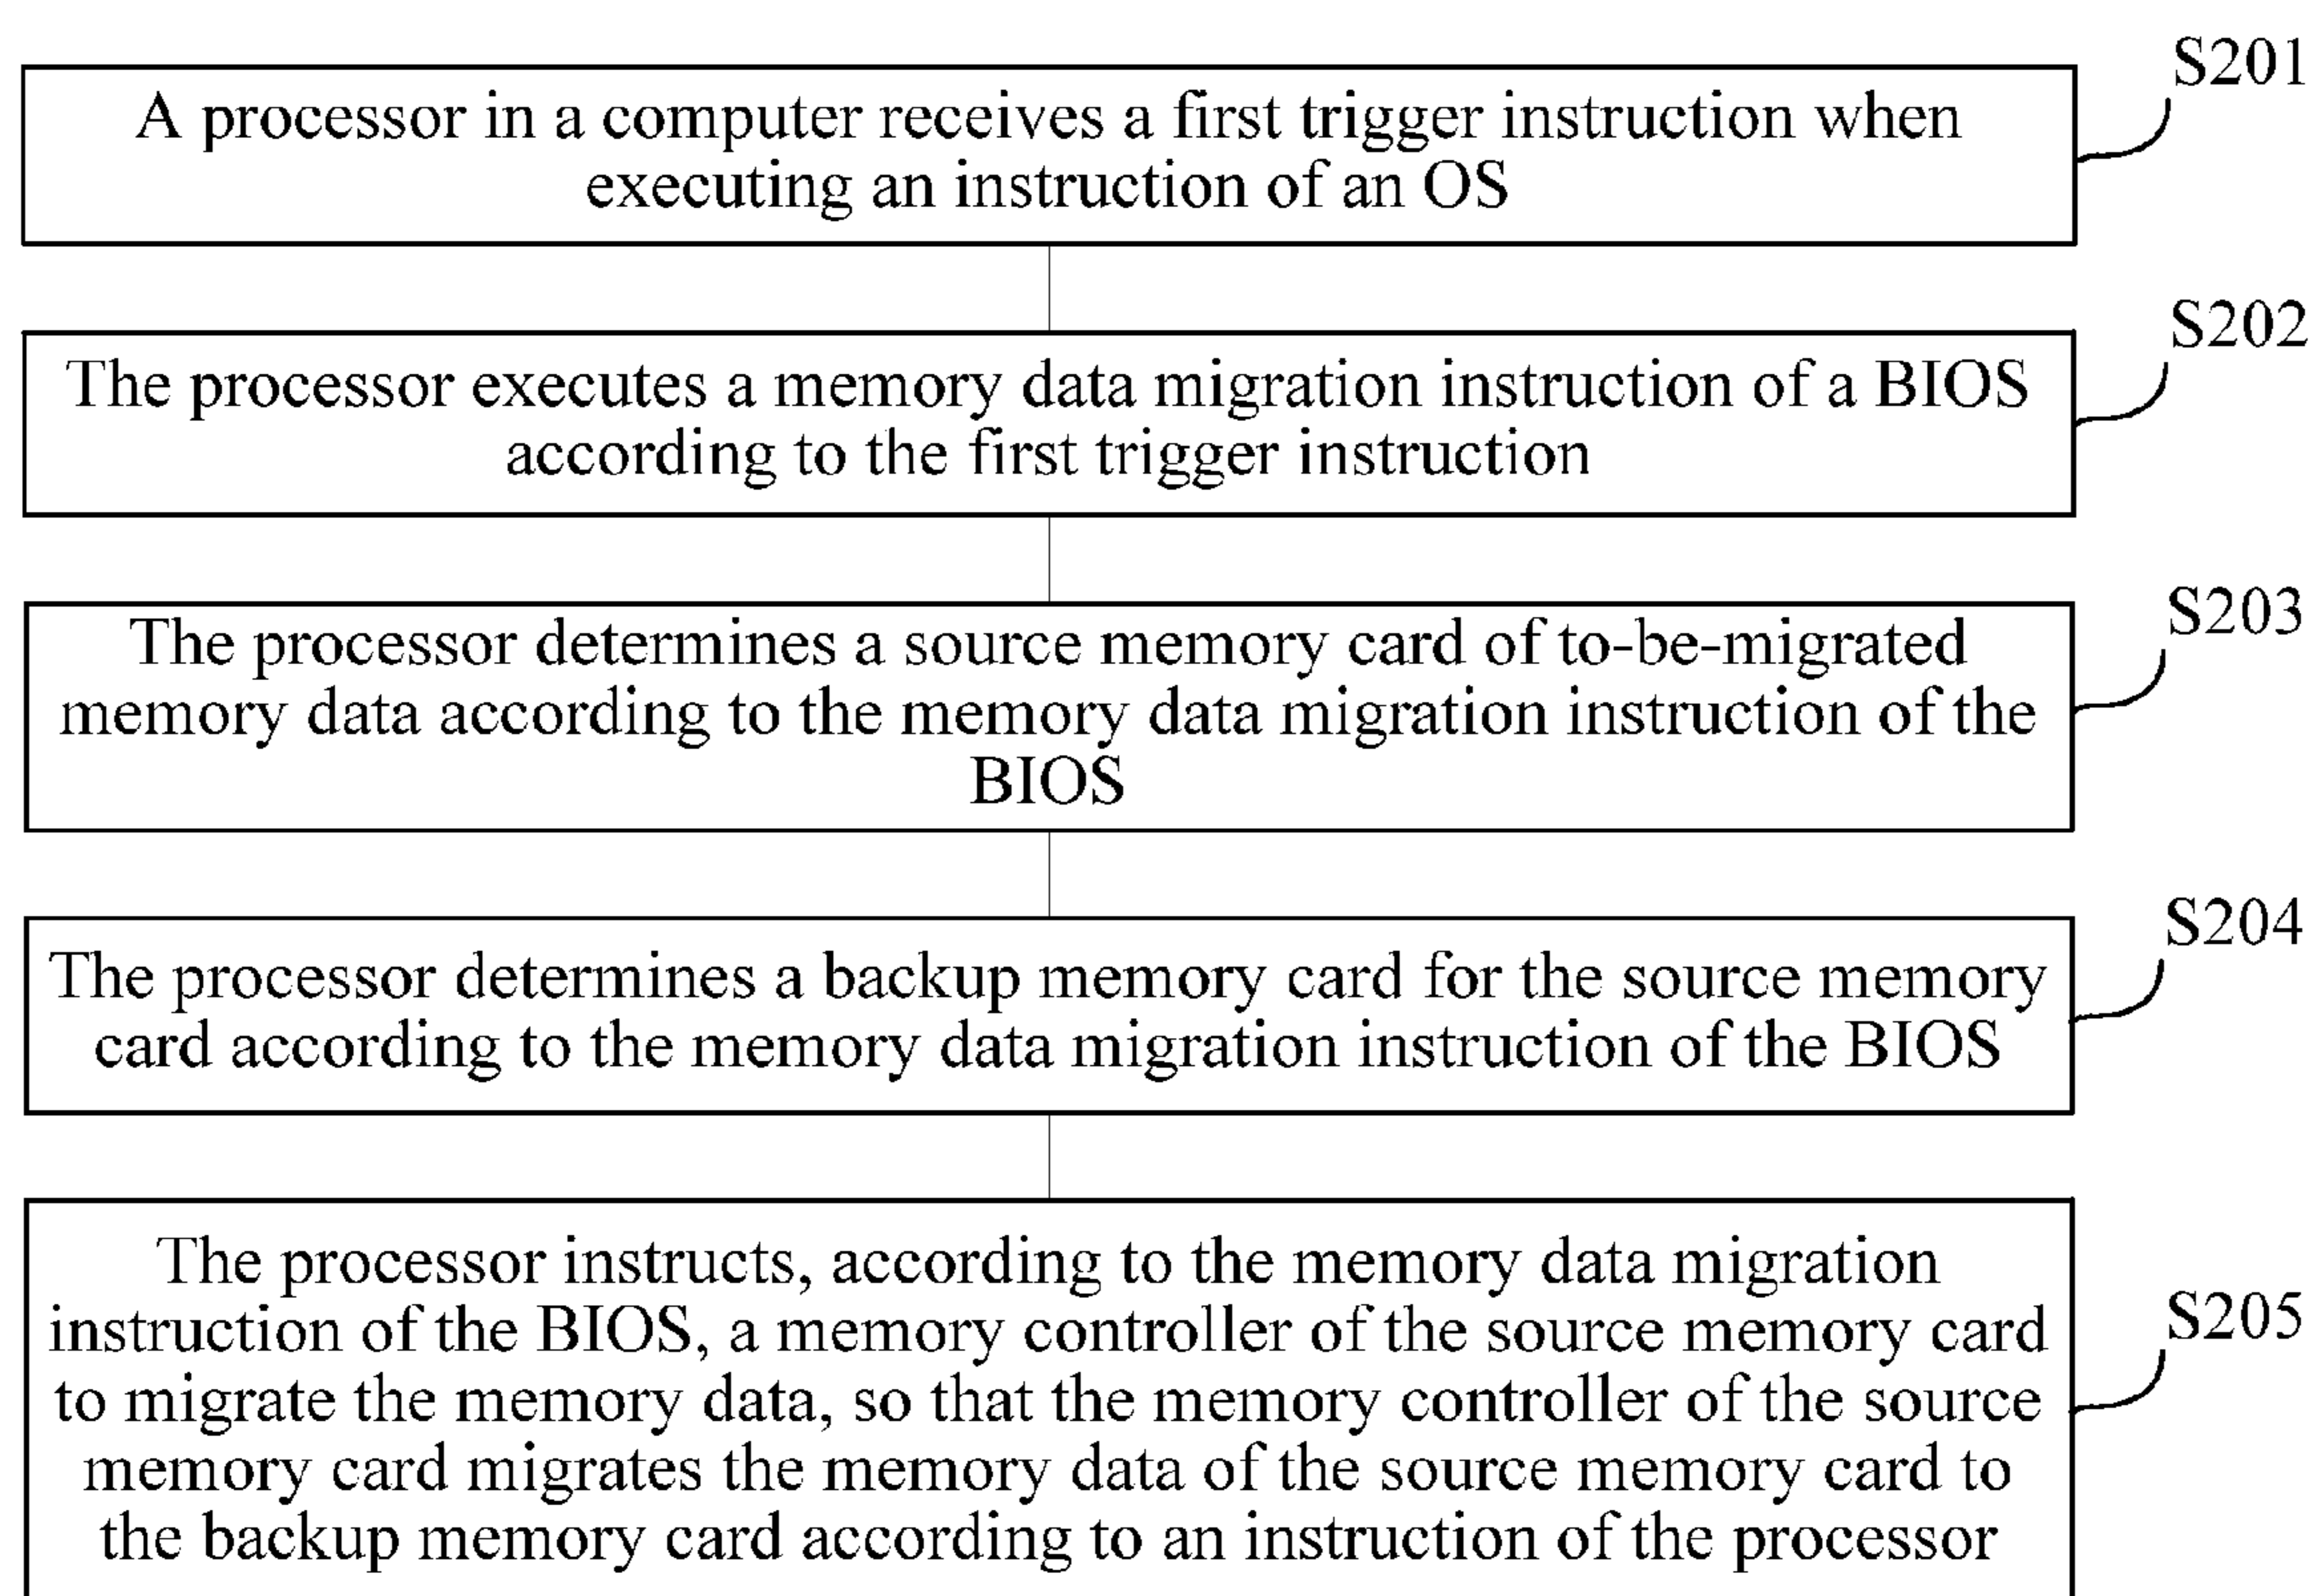 S201
A processor in a computer receives a first trigger instruction when
executing an instruction of an OS
S202
The processor executes a memory data migration instruction of a BIOS
according to the first trigger instruction
S203
The processor determines a source memory card of to-be-migrated
memory data according to the memory data migration instruction of the
BIOS
S204
The processor determines a backup memory card for the source memory
card according to the memory data migration instruction of the BIOS
S205
The processor instructs, according to the memory data migration
instruction of the BIOS, a memory controller of the source memory card
to migrate the memory data, so that the memory controller of the source
memory card migrates the memory data of the source memory card to
the backup memory card according to an instruction of the processor